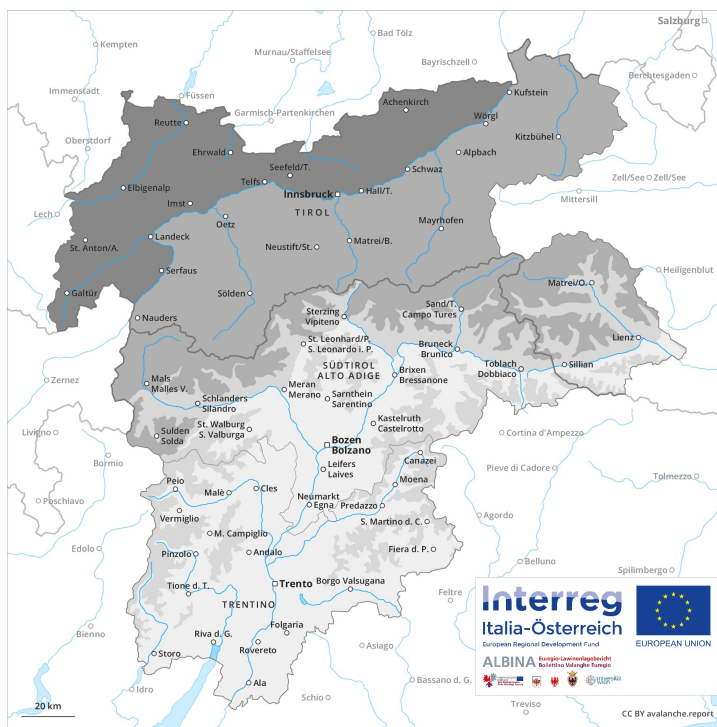 Salzburg
Bad Tölz
Kempten
Murnau/Staffelsee
Bayrischzell
Berchtesgaden
Immenstadt
Füssen
Kufstein
Achenkirch
Garmisch-Partenkirchen
Reutte
Wörgl
Oberstdorf
Kitzbühel
Ehrwald
Alpbach
Seefeld/T.
Schwaz
Telfs
Zell/See
Zell/See
Elbigenalp
Innsbruck
Hall/T.
Mittersill
Imst
TIROL
Lech
Oetz
Mayrhofen
Landeck
Matrei/B.
St. Anton/A.
Neustift/St.
Serfaus
Heiligenblut
Matrei/O.
Galtür
Sölden
Sand/T.
Campo Tures
Nauders
Sterzing
Vipiteno
Lienz
St. Leonhard/P.
S. Leonardo i. P.
Bruneck
Brunico
SÜDTIROL
ALTO ADIGE
Toblach
Dobbiaco
Sillian
Brixen
Bressanone
Zernez
Mals
Malles V.
Meran
Merano
Schlanders
Silandro
Sarnthein
Sarentino
St. Walburg
S. Valburga
Kastelruth
Castelrotto
Livigno
Sulden
Solda
Cortina d'Ampezzo
Bozen
Bolzano
Bormio
Canazei
Leifers
Laives
Pieve di Cadore
Tolmezzo
Peio
Moena
Cles
Malè
Neumarkt
Egna
Predazzo
Poschiavo
Vermiglio
Agordo
S. Martino d. C.
M. Campiglio
Edolo
Fiera d. P.
Pinzolo
Andalo
Belluno
Spilimbergo
Trento
Tione d. T.
Borgo Valsugana
Feltre
TRENTINO
Folgaria
Bienno
Riva d. G.
Rovereto
Asiago
Storo
Bassano d. G.
Idro
Ala
Schio
Treviso
20 km
Interreg
Italia-Österreich
European Regional Development Fund
EUROPEAN UNION
ALBINA
Euregio-Lawinenlagebericht
Bollettino Valanghe Euregio
universität
wien
CC BY avalanche.report